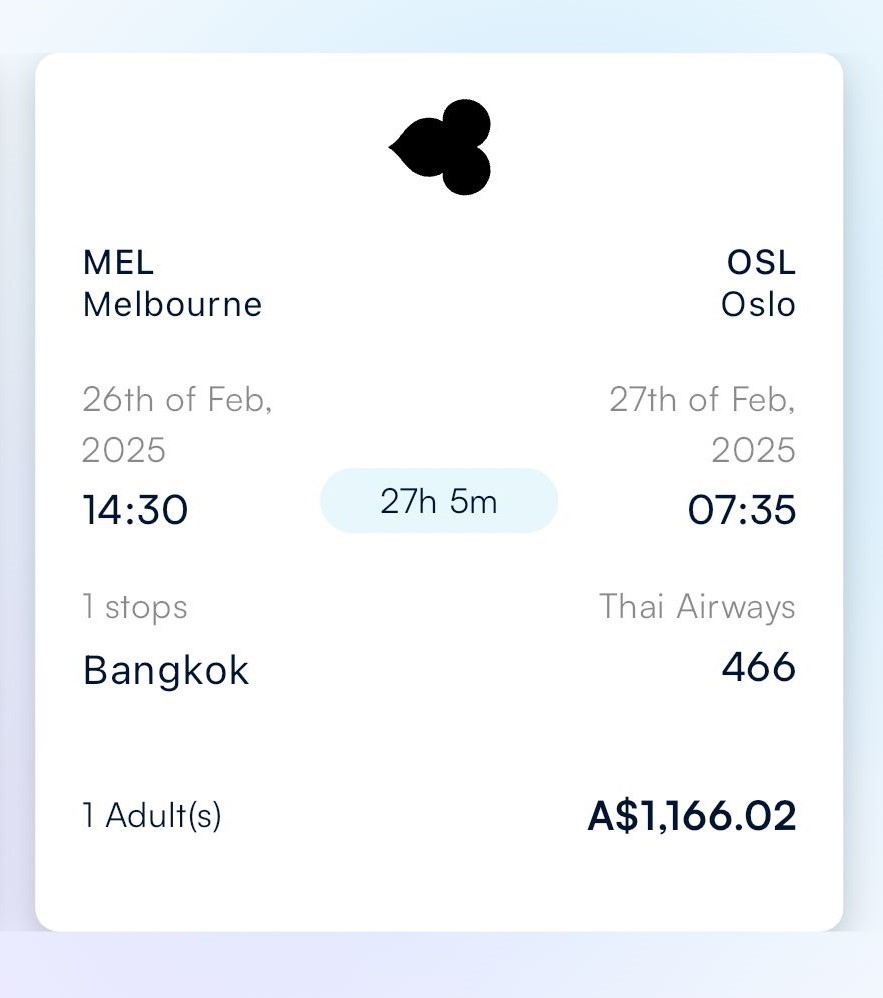 MEL
Melbourne
OSL
Oslo
26th of Feb,
2025
14:30
27h 5m
27th of Feb,
2025
07:35
1 stops
Bangkok
Thai Airways
466
1 Adult(s)
A$1,166.02